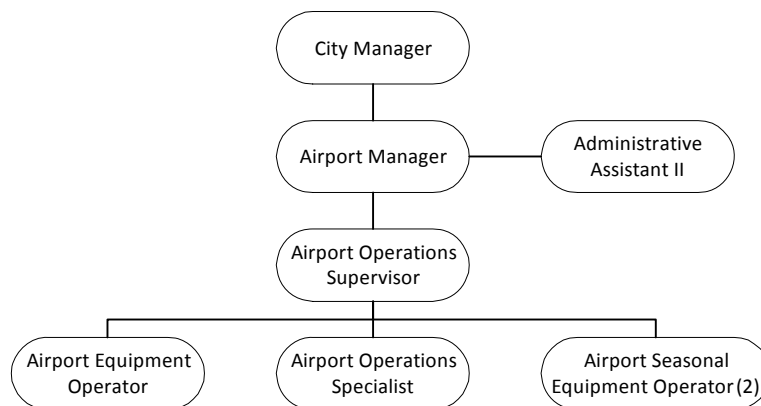 City Manager
Airport Manager
Administrative
Assistant II
Airport Operations
Supervisor
Airport Equipment
Operator
Airport Operations
Specialist
Airport Seasonal
Equipment Operator (2)